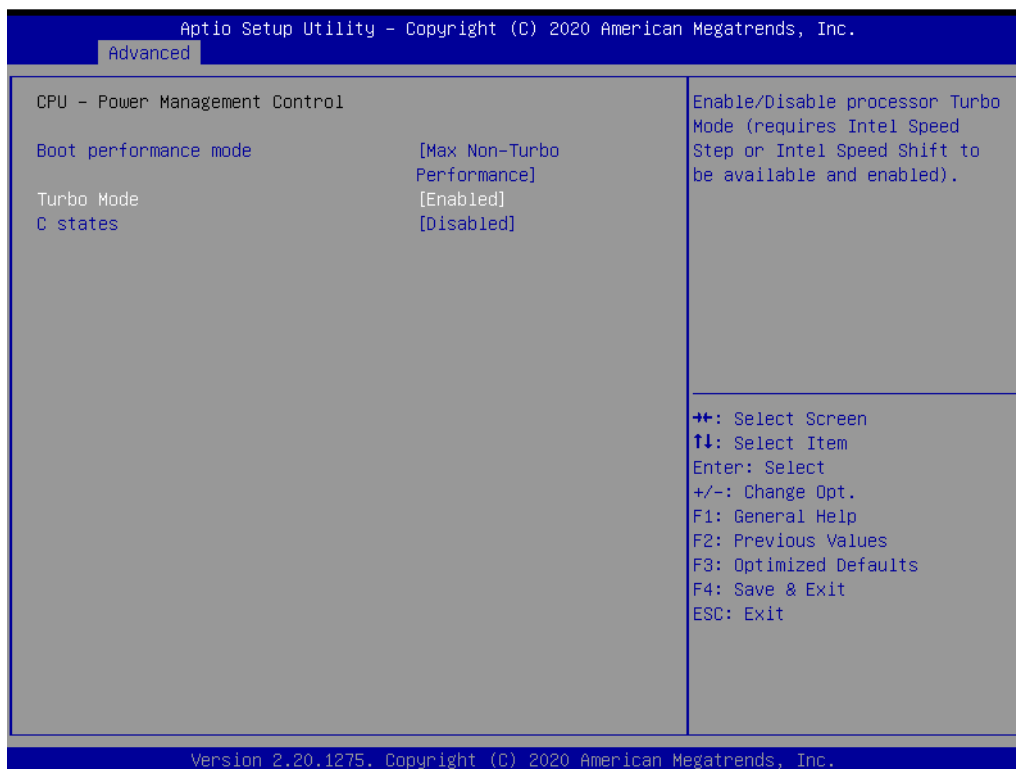 Aptio Setup Utility – Copyright (C) 2020 American Megatrends, Inc.
Advanced
CPU – Power Management Control
Boot performance mode [Max Non-Turbo
Performance]
Turbo Mode [Enabled]
C states [Disabled]
Enable/Disable processor Turbo
Mode (requires Intel Speed
Step or Intel Speed Shift to
be available and enabled).
→←: Select Screen
↑↓: Select Item
Enter: Select
+/-: Change Opt.
F1: General Help
F2: Previous Values
F3: Optimized Defaults
F4: Save & Exit
ESC: Exit
Version 2.20.1275. Copyright (C) 2020 American Megatrends, Inc.